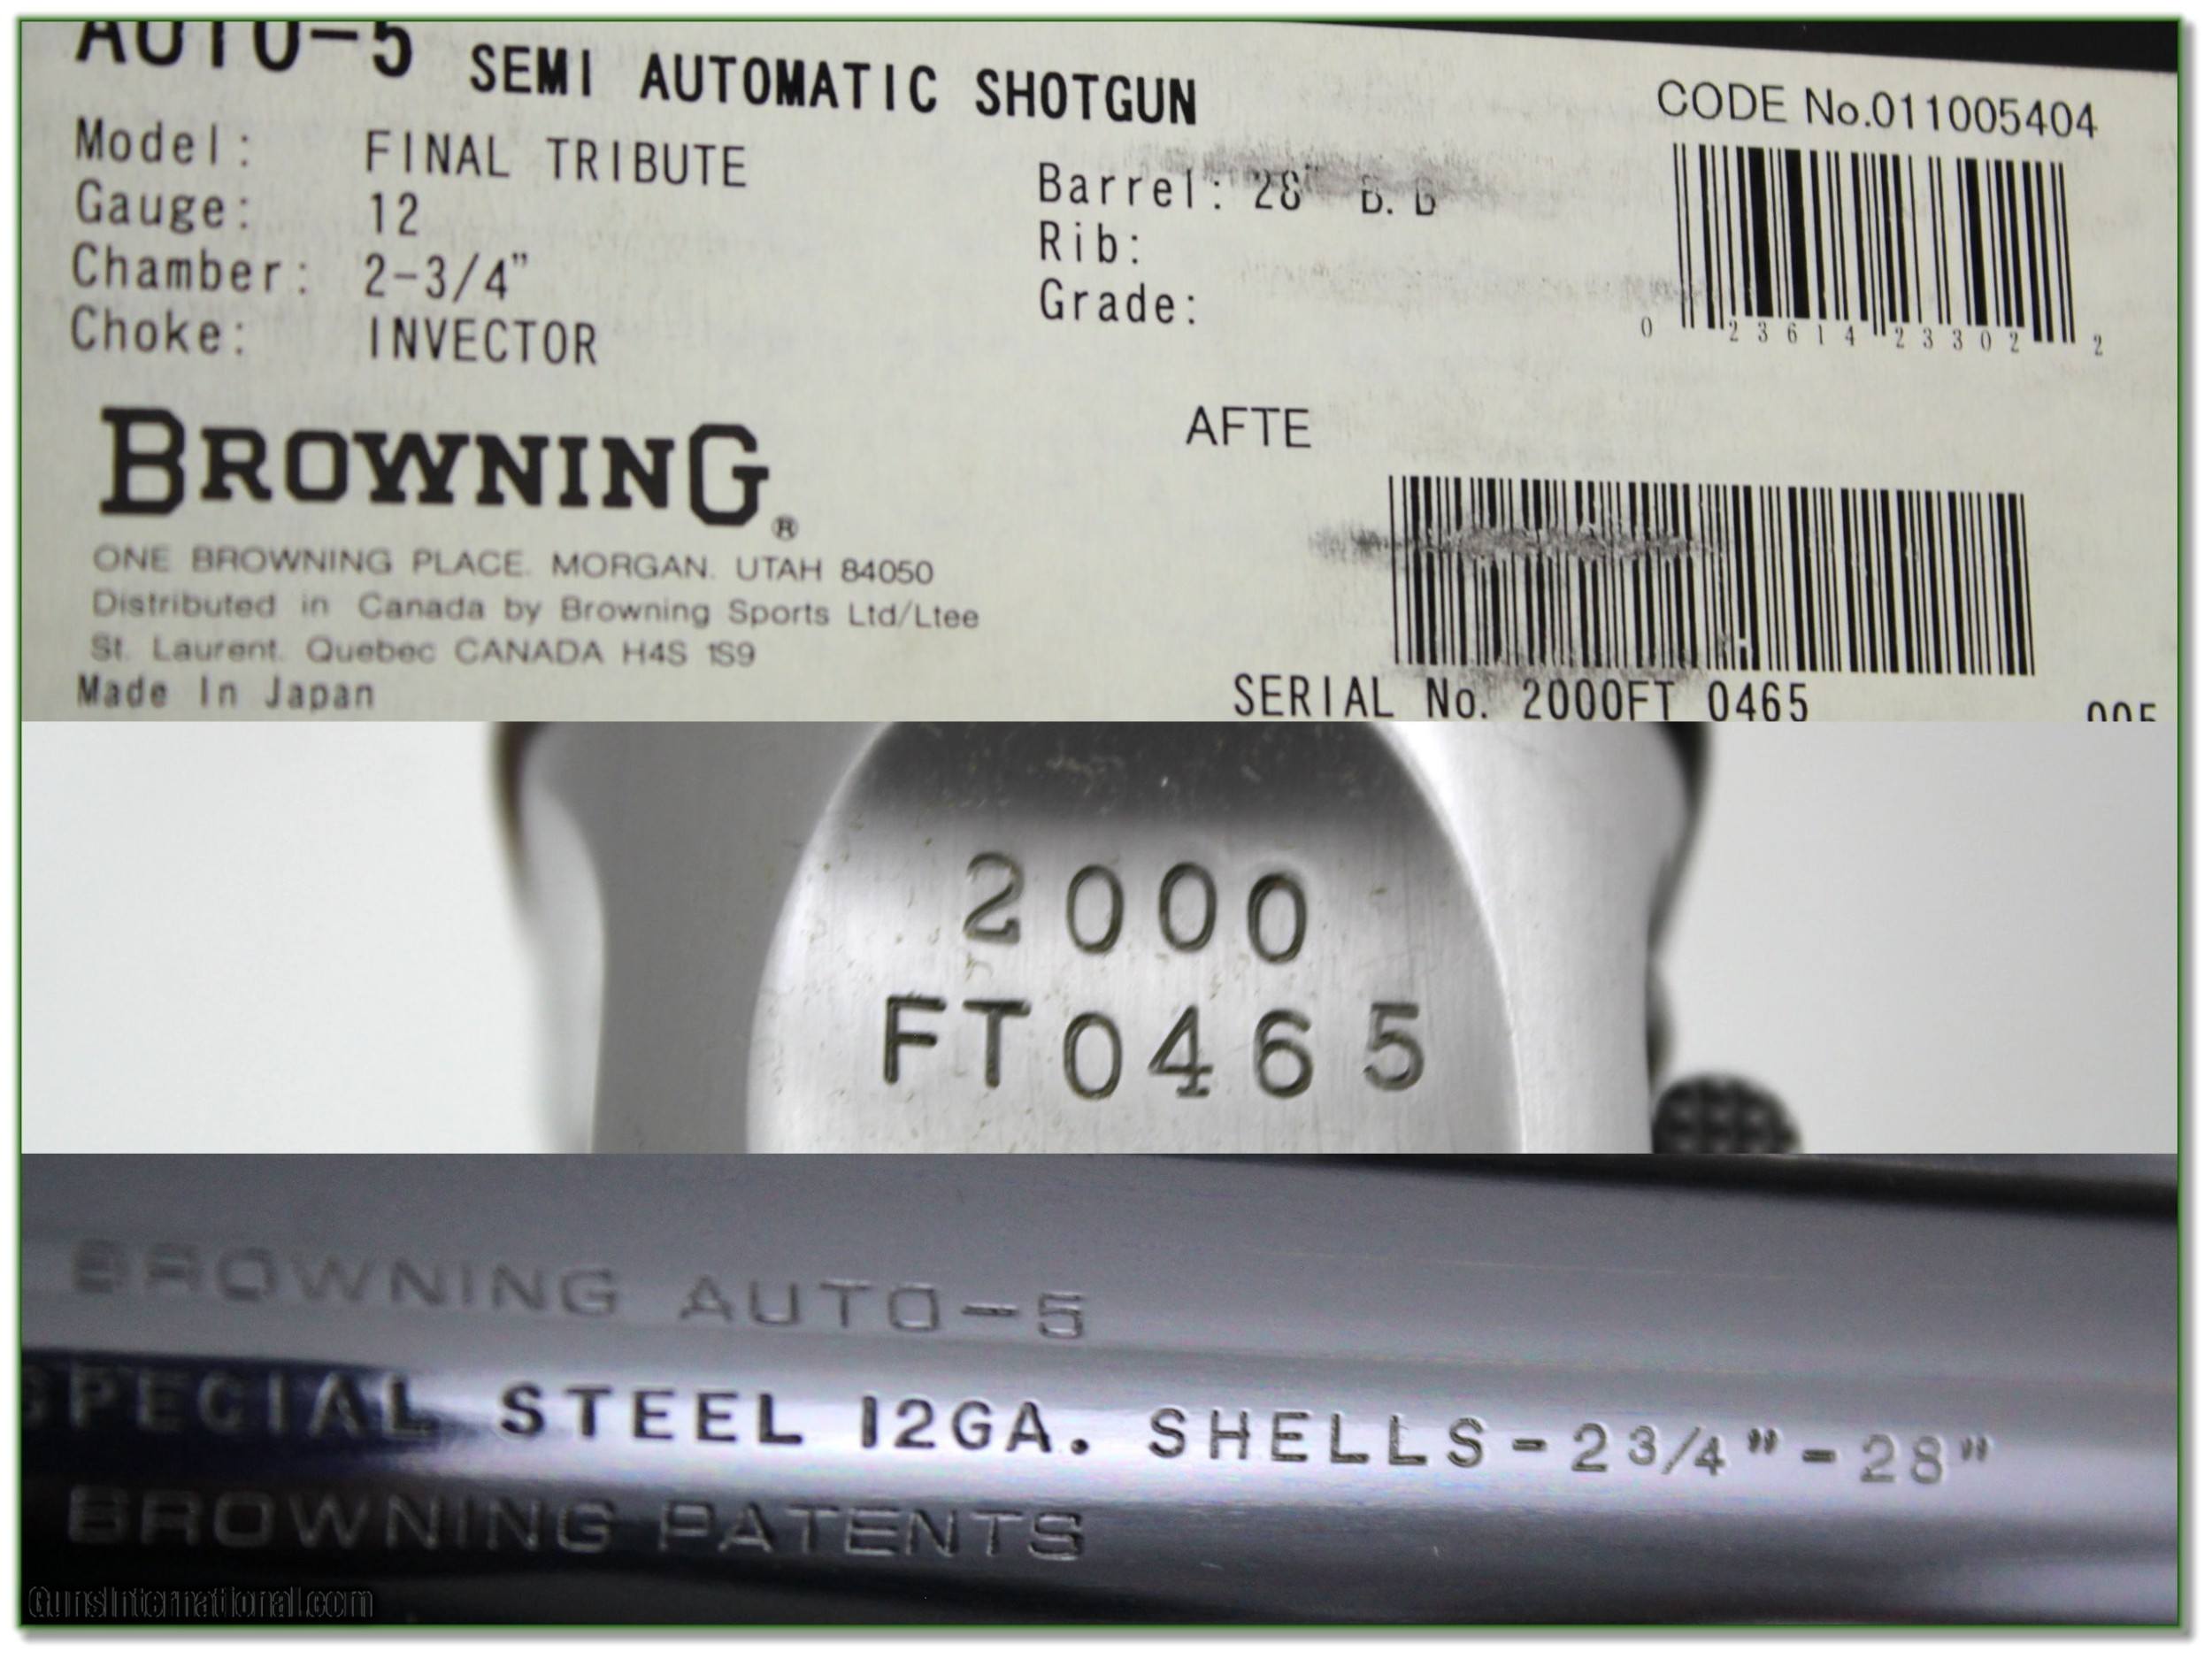 AUTO-5 SEMI AUTOMATIC SHOTGUN
CODE No.011005404
Model: FINAL TRIBUTE
Gauge: 12
Chamber: 2-3/4"
Choke: INVECTOR
Barrel: 28"
Rib:
Grade:
0 23614 23302 2
BROWNING®
AFTE
ONE BROWNING PLACE. MORGAN. UTAH 84050
Distributed in Canada by Browning Sports Ltd/Ltee
St. Laurent. Quebec CANADA H4S 1S9
Made In Japan
SERIAL No. 2000FT 0465
2000
FT0465
BROWNING AUTO-5
SPECIAL STEEL 12GA. SHELLS-2 3/4"-28"
BROWNING PATENTS
GunsInternational.com